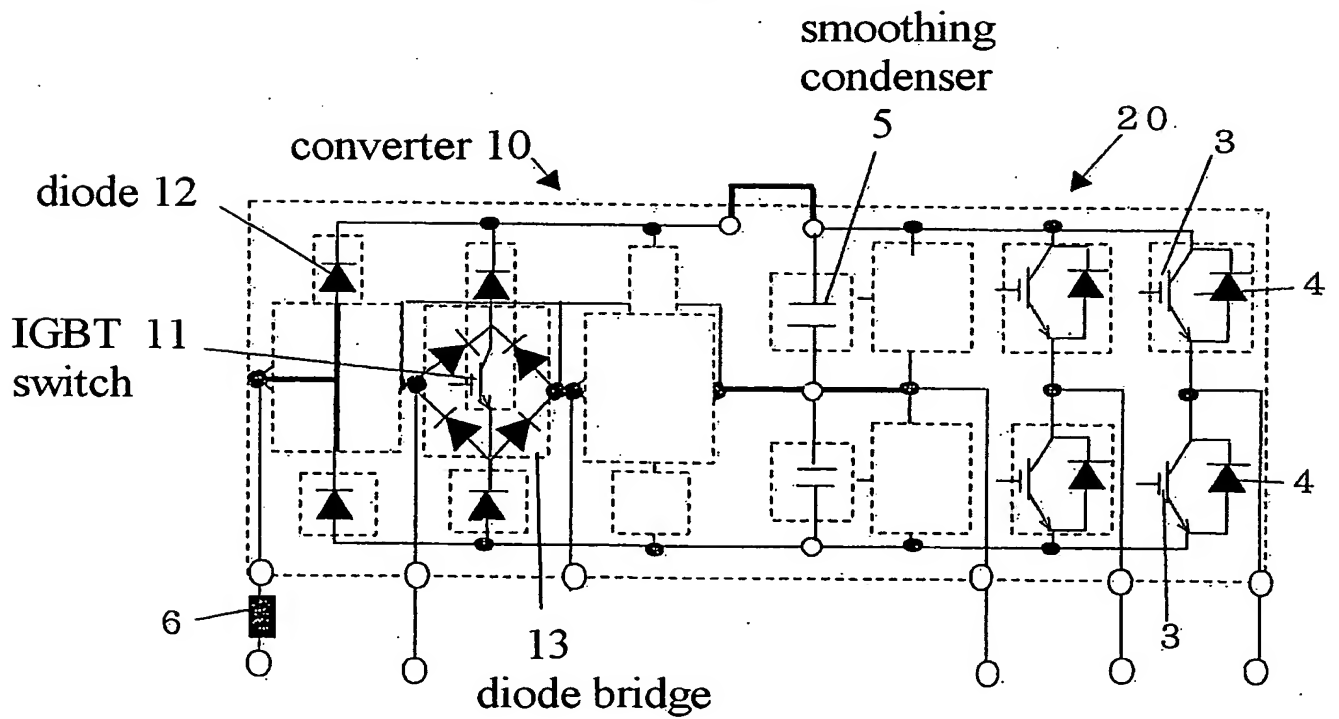 smoothing
condenser
5
20
3
converter 10
diode 12
4
IGBT 11
switch
4
6
3
13
diode bridge